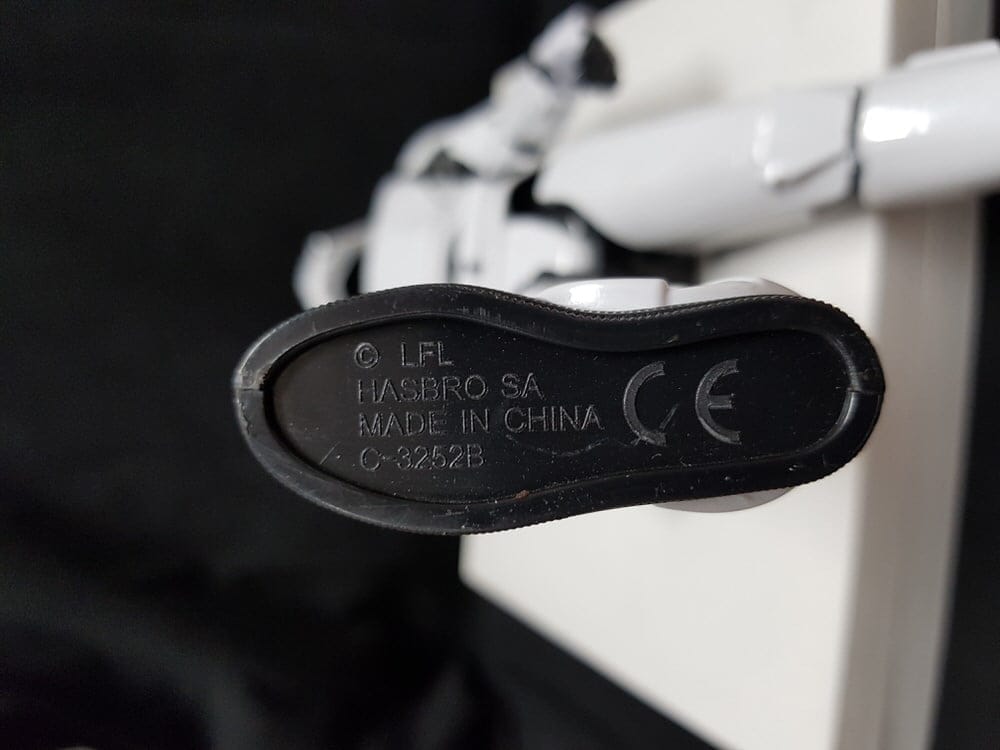 © LFL
HASBRO SA
MADE IN CHINA
C-3252B
CE